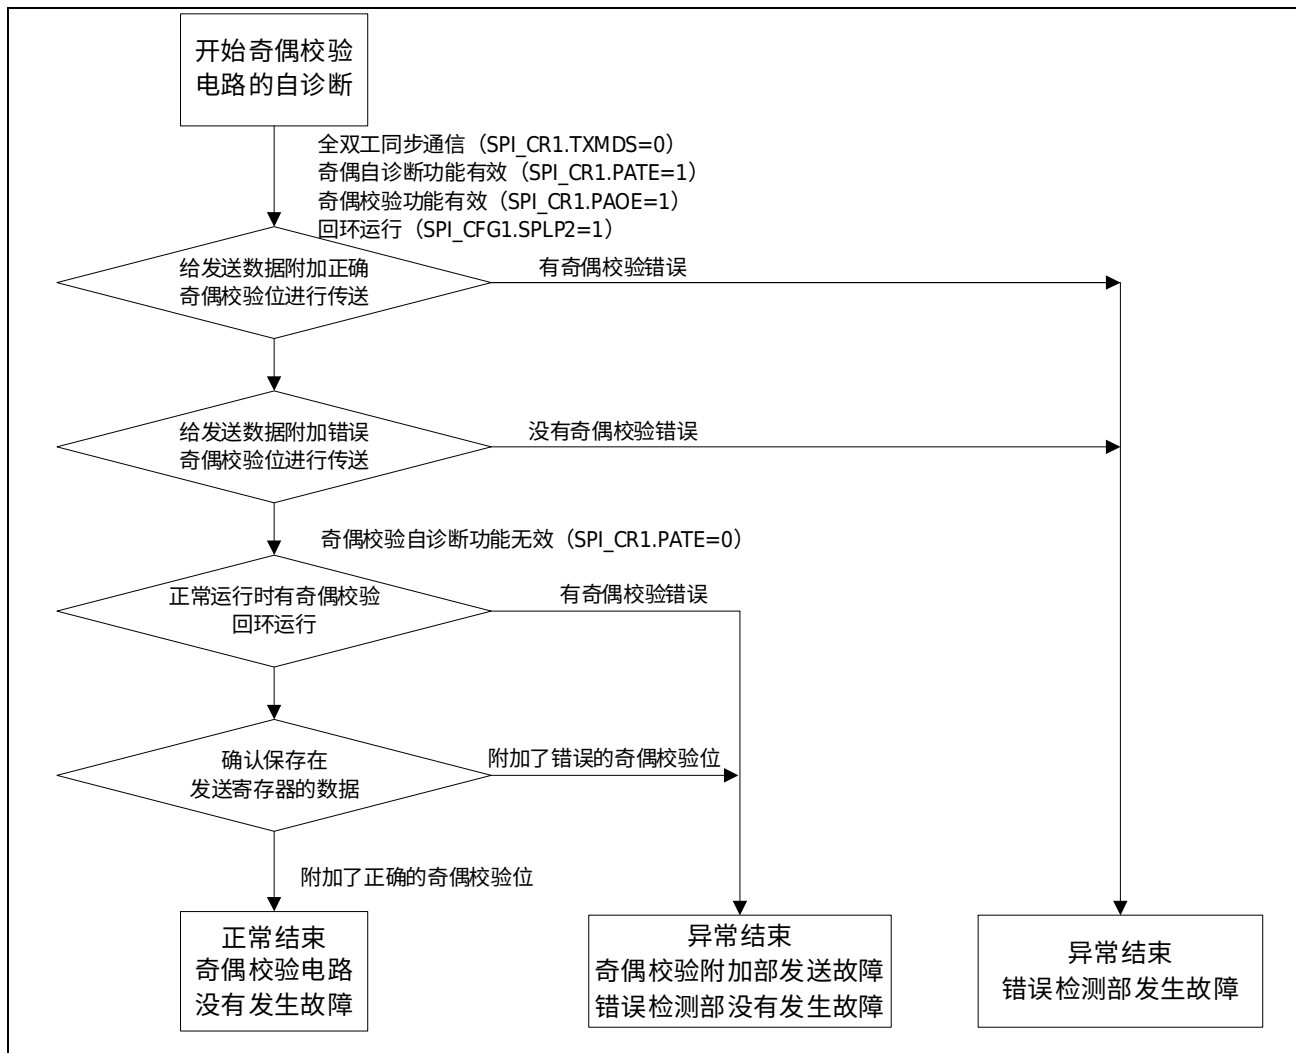 开始奇偶校验
电路的自诊断
全双工同步通信（SPI_CR1.TXMDS=0）
奇偶自诊断功能有效（SPI_CR1.PATE=1）
奇偶校验功能有效（SPI_CR1.PAOE=1）
回环运行（SPI_CFG1.SPLP2=1）
给发送数据附加正确
奇偶校验位进行传送
有奇偶校验错误
给发送数据附加错误
奇偶校验位进行传送
没有奇偶校验错误
奇偶校验自诊断功能无效（SPI_CR1.PATE=0）
正常运行时有奇偶校验
回环运行
有奇偶校验错误
确认保存在
发送寄存器的数据
附加了错误的奇偶校验位
附加了正确的奇偶校验位
正常结束
奇偶校验电路
没有发生故障
异常结束
奇偶校验附加部发送故障
错误检测部没有发生故障
异常结束
错误检测部发生故障